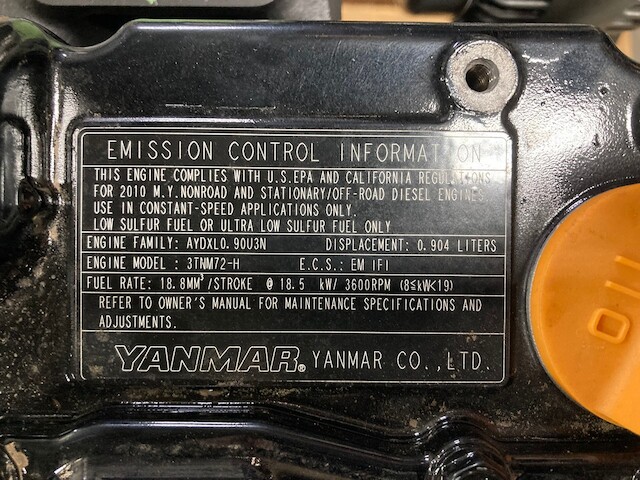 EMISSION CONTROL INFORMATION
THIS ENGINE COMPLIES WITH U.S.EPA AND CALIFORNIA REGULATIONS
FOR 2010 M.Y.NONROAD AND STATIONARY/OFF-ROAD DIESEL ENGINES
USE IN CONSTANT-SPEED APPLICATIONS ONLY.
LOW SULFUR FUEL OR ULTRA LOW SULFUR FUEL ONLY
ENGINE FAMILY: AYDXL0.90U3N DISPLACEMENT: 0.904 LITERS
ENGINE MODEL : 3TNM72-H E.C.S.: EM IFI
FUEL RATE: 18.8MM³/STROKE @ 18.5 kW/ 3600RPM (8≦kW<19)
REFER TO OWNER'S MANUAL FOR MAINTENANCE SPECIFICATIONS AND
ADJUSTMENTS.
YANMAR® YANMAR CO.,LTD.